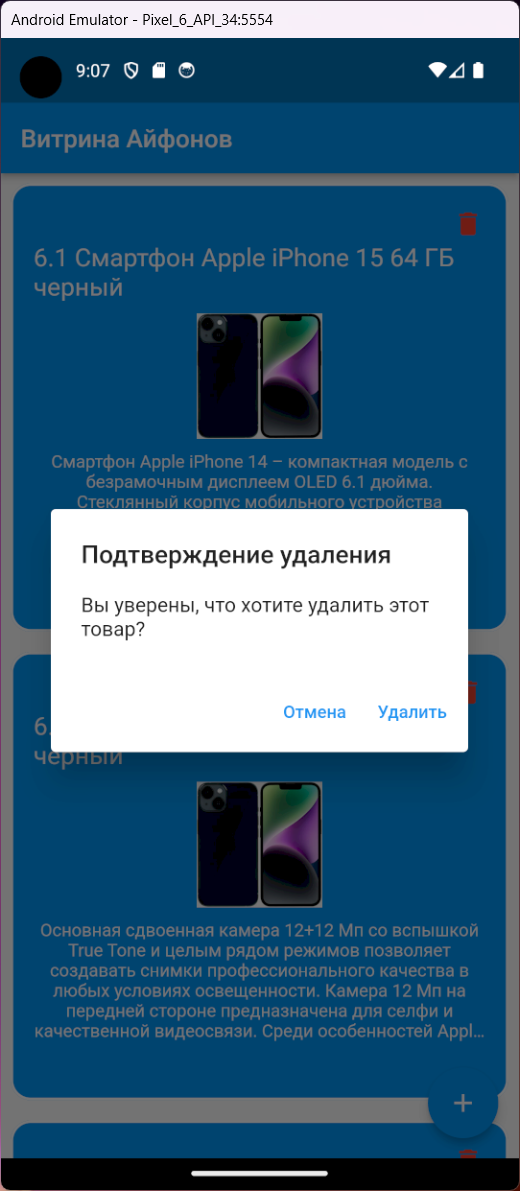 Android Emulator - Pixel_6_API_34:5554
9:07
Витрина Айфонов
6.1 Смартфон Apple iPhone 15 64 ГБ
черный
Смартфон Apple iPhone 14 – компактная модель с
безрамочным дисплеем OLED 6.1 дюйма.
Стеклянный корпус мобильного устройства
Подтверждение удаления
Вы уверены, что хотите удалить этот
товар?
Отмена Удалить
6.
черный
Основная сдвоенная камера 12+12 Мп со вспышкой
True Tone и целым рядом режимов позволяет
создавать снимки профессионального качества в
любых условиях освещенности. Камера 12 Мп на
передней стороне предназначена для селфи и
качественной видеосвязи. Среди особенностей Appl…
+